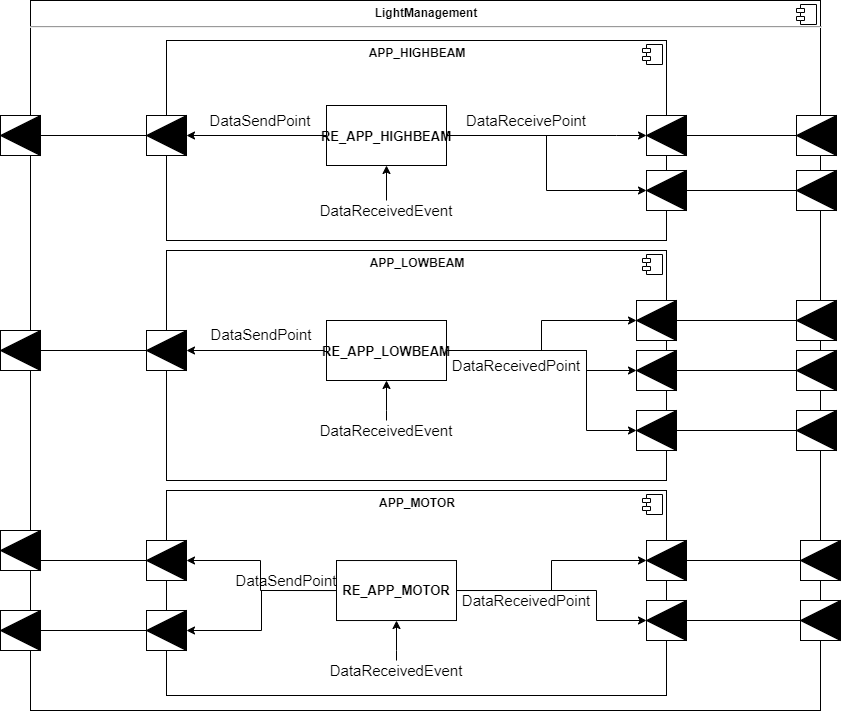 LightManagement
APP_HIGHBEAM
DataSendPoint
RE_APP_HIGHBEAM
DataReceivePoint
DataReceivedEvent
APP_LOWBEAM
DataSendPoint
RE_APP_LOWBEAM
DataReceivedPoint
DataReceivedEvent
APP_MOTOR
DataSendPoint
RE_APP_MOTOR
DataReceivedPoint
DataReceivedEvent